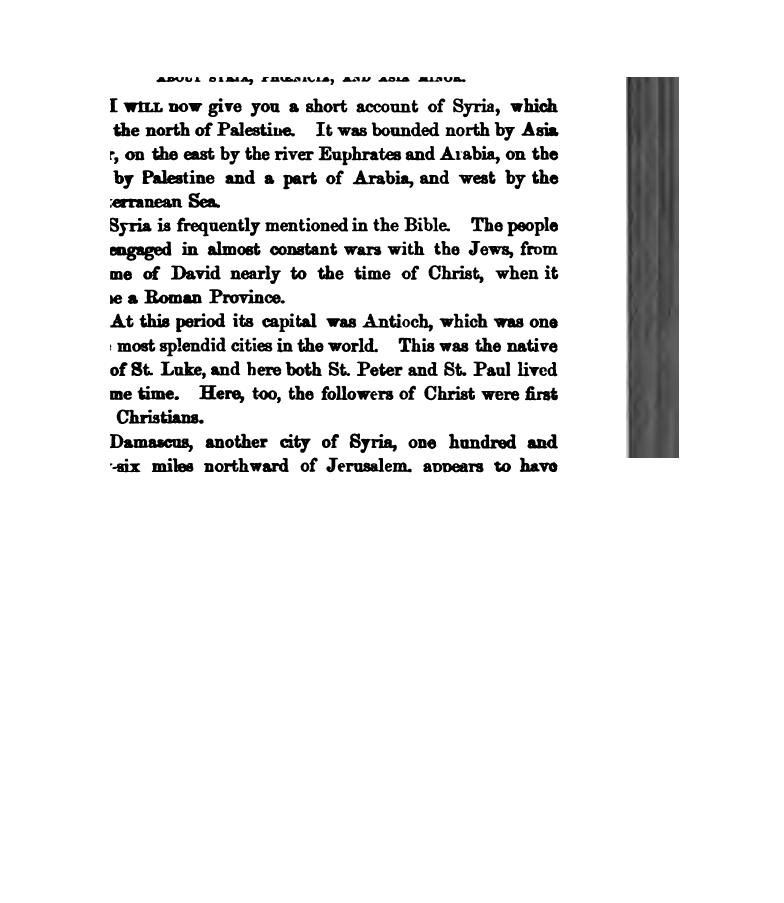 ABOUT SYRIA, PHŒNICIA, AND ASIA MINOR.
I WILL now give you a short account of Syria, which
the north of Palestine. It was bounded north by Asia
on the east by the river Euphrates and Arabia, on the
by Palestine and a part of Arabia, and west by the
erranean Sea.
Syria is frequently mentioned in the Bible. The people
engaged in almost constant wars with the Jews, from
me of David nearly to the time of Christ, when it
a Roman Province.
At this period its capital was Antioch, which was one
most splendid cities in the world. This was the native
of St. Luke, and here both St. Peter and St. Paul lived
me time. Here, too, the followers of Christ were first
Christians.
Damascus, another city of Syria, one hundred and
-six miles northward of Jerusalem, appears to have